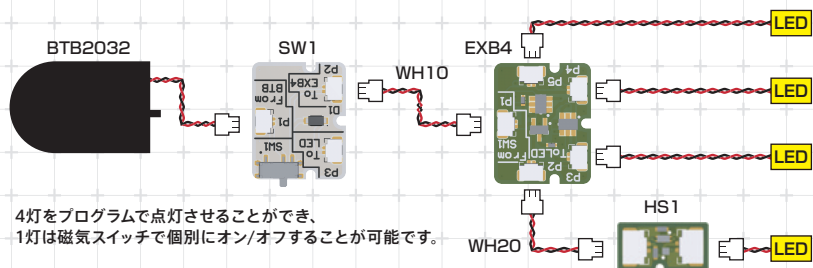 LED
BTB2032
SW1
EXB4
WH10
P2
To
EXB4
From
BTB
P1
D1
SW1
To
LED
P3
P4
P5
P1
From
SW1
To LED
P2
P3
LED
LED
4灯をプログラムで点灯させることができ、
1灯は磁気スイッチで個別にオン/オフすることが可能です。
WH20
HS1
LED